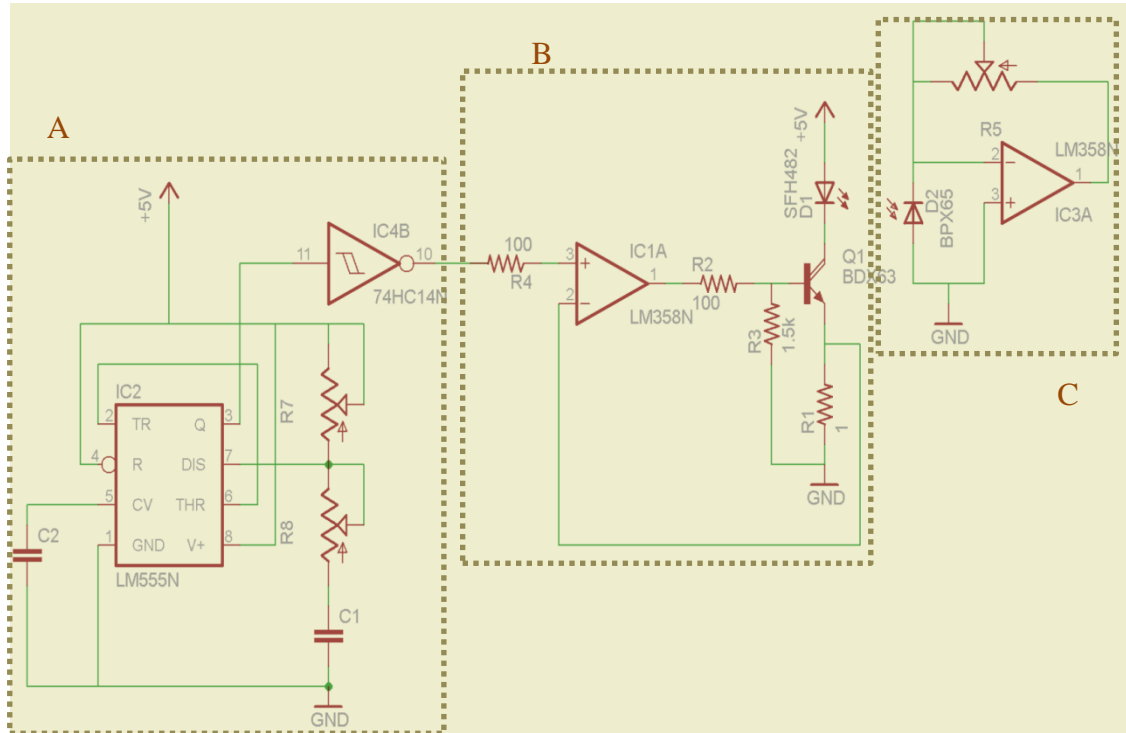 A
+5V
IC4B
11
10
74HC14N
IC2
2
TR
Q
3
4
R
DIS
7
5
CV
THR
6
1
GND
V+
8
LM555N
R7
R8
C2
C1
GND
B
100
R4
3
+
2
-
1
IC1A
LM358N
R2
100
R3
1.5k
+5V
SFH482
D1
Q1
BDX63
R1
1
GND
R5
LM358N
2
-
3
+
1
IC3A
D2
BPX65
GND
C